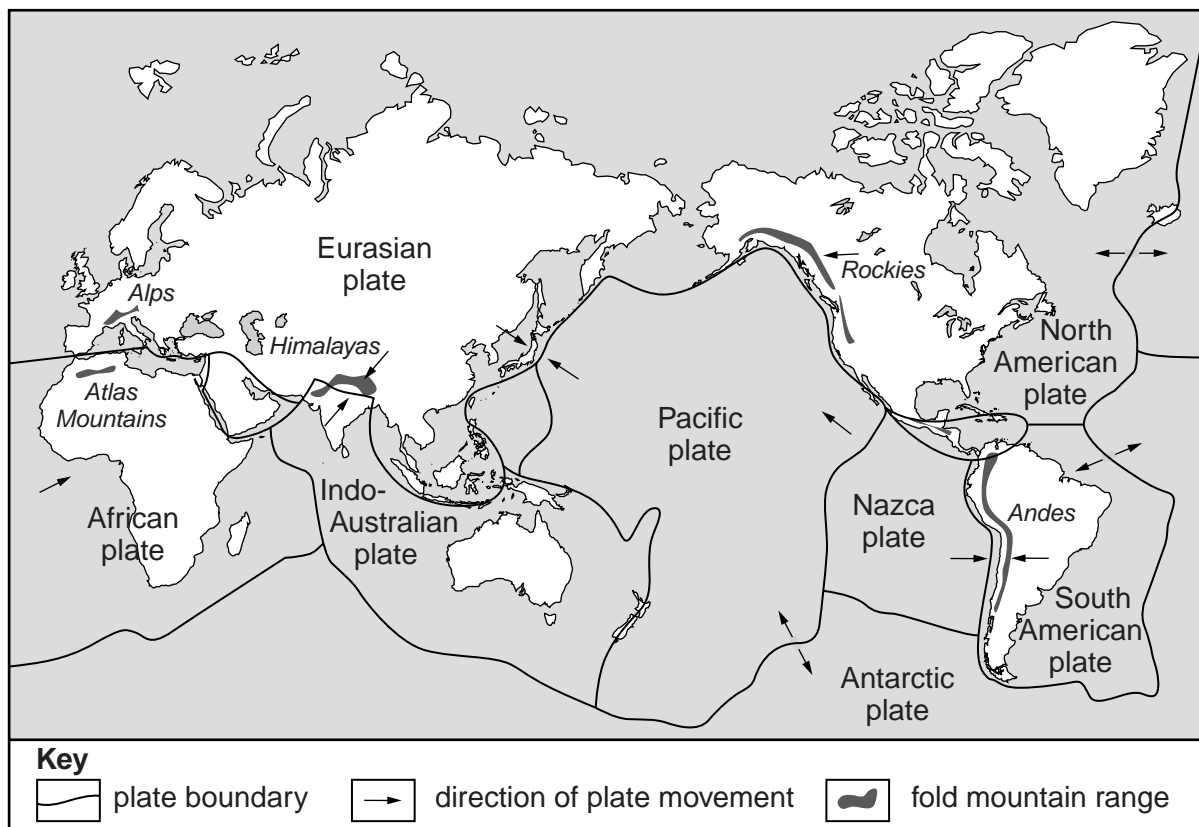 Eurasian
plate
Alps
Himalayas
Atlas
Mountains
African
plate
Indo-
Australian
plate
Pacific
plate
Rockies
North
American
plate
Nazca
plate
Andes
South
American
plate
Antarctic
plate
Key
plate boundary
direction of plate movement
fold mountain range